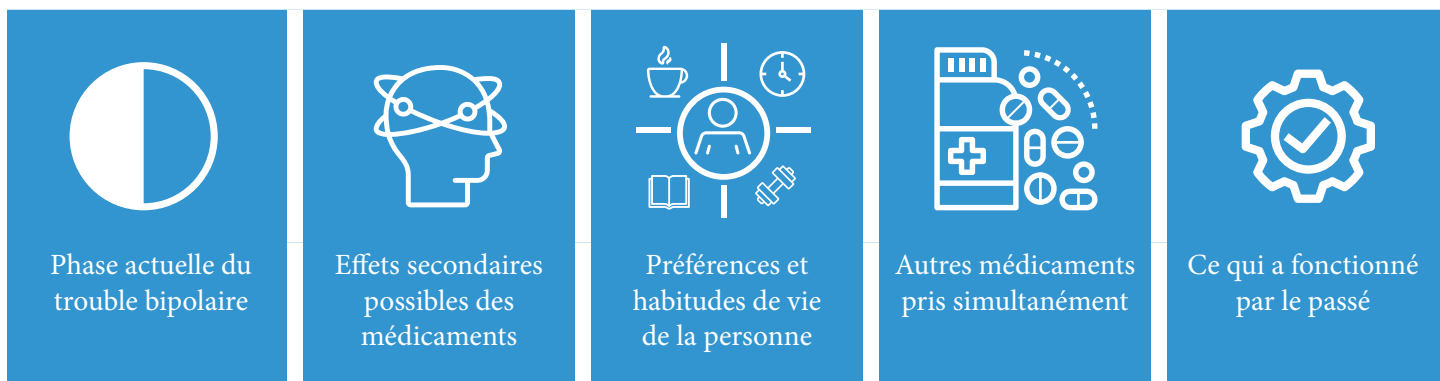 Phase actuelle du
trouble bipolaire
Effets secondaires
possibles des
médicaments
Préférences et
habitudes de vie
de la personne
Autres médicaments
pris simultanément
Ce qui a fonctionné
par le passé